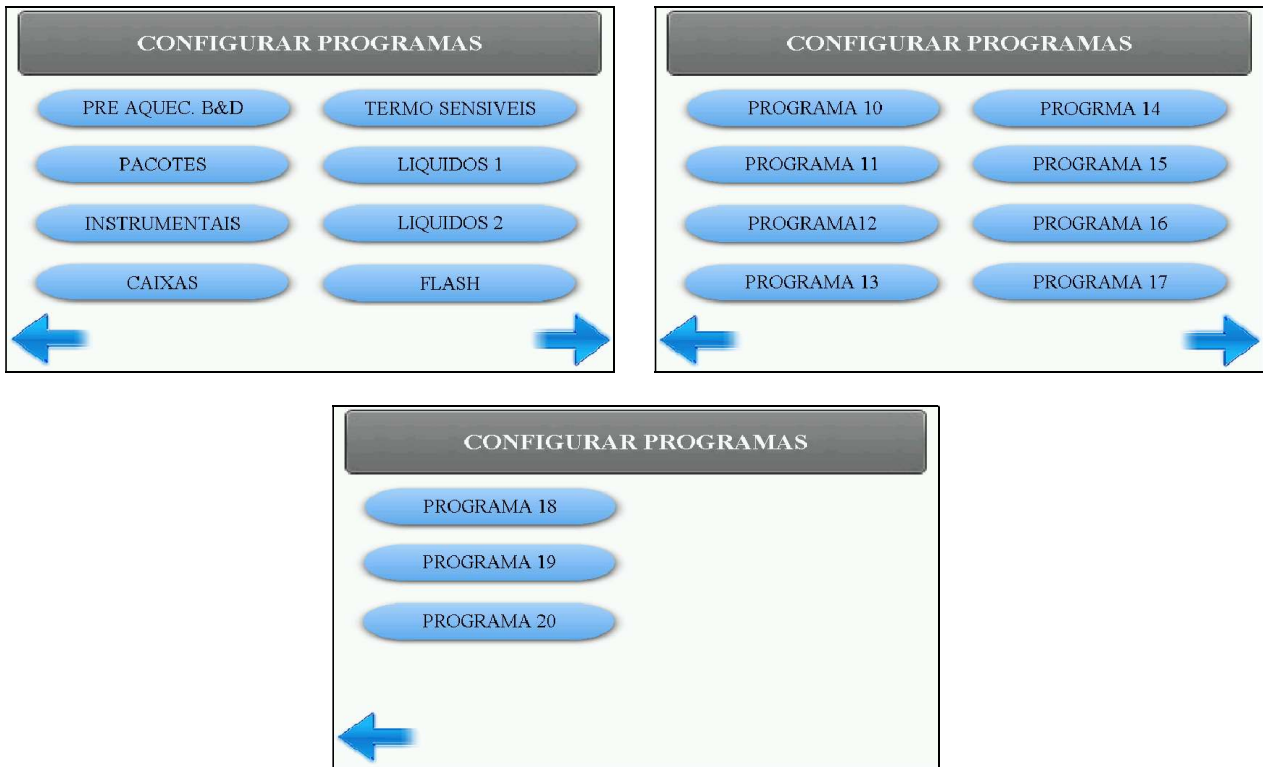 CONFIGURAR PROGRAMAS
PRE AQUEC. B&D
TERMO SENSIVEIS
PACOTES
LIQUIDOS 1
INSTRUMENTAIS
LIQUIDOS 2
CAIXAS
FLASH
CONFIGURAR PROGRAMAS
PROGRAMA 10
PROGRMA 14
PROGRAMA 11
PROGRAMA 15
PROGRAMA12
PROGRAMA 16
PROGRAMA 13
PROGRAMA 17
CONFIGURAR PROGRAMAS
PROGRAMA 18
PROGRAMA 19
PROGRAMA 20